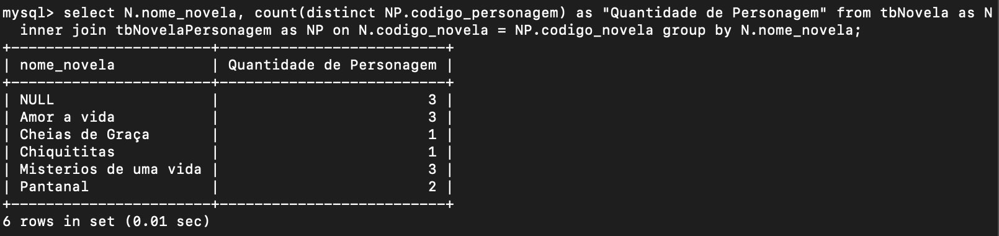 mysql> select N.nome_novela, count(distinct NP.codigo_personagem) as "Quantidade de Personagem" from tbNovela as N
  inner join tbNovelaPersonagem as NP on N.codigo_novela = NP.codigo_novela group by N.nome_novela;
+-----------------------+--------------------------+
| nome_novela           | Quantidade de Personagem |
+-----------------------+--------------------------+
| NULL                  |                        3 |
| Amor a vida           |                        3 |
| Cheias de Graça       |                        1 |
| Chiquititas           |                        1 |
| Misterios de uma vida |                        3 |
| Pantanal              |                        2 |
+-----------------------+--------------------------+
6 rows in set (0.01 sec)